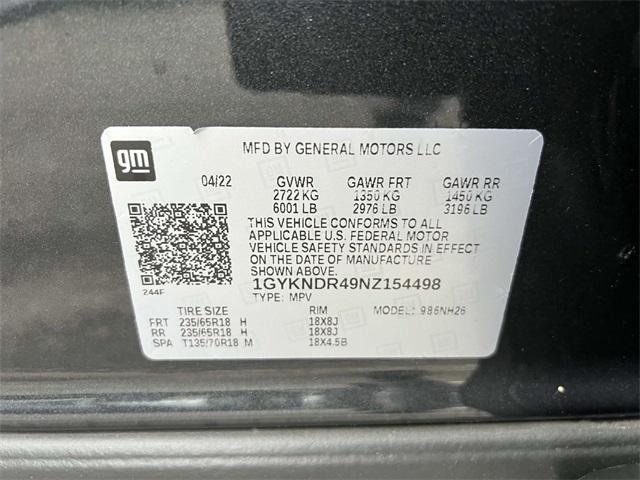 gm
MFD BY GENERAL MOTORS LLC
04/22 GVWR GAWR FRT GAWR RR
2722 KG 1350 KG 1450 KG
6001 LB 2976 LB 3196 LB
THIS VEHICLE CONFORMS TO ALL
APPLICABLE U.S. FEDERAL MOTOR
VEHICLE SAFETY STANDARDS IN EFFECT
ON THE DATE OF MANUFACTURE
SHOWN ABOVE.
244F 1GYKNDR49NZ154498
TYPE: MPV
TIRE SIZE RIM MODEL: 986NH26
FRT 235/65R18 H 18X8J
RR 235/65R18 H 18X8J
SPA T135/70R18 M 18X4.5B